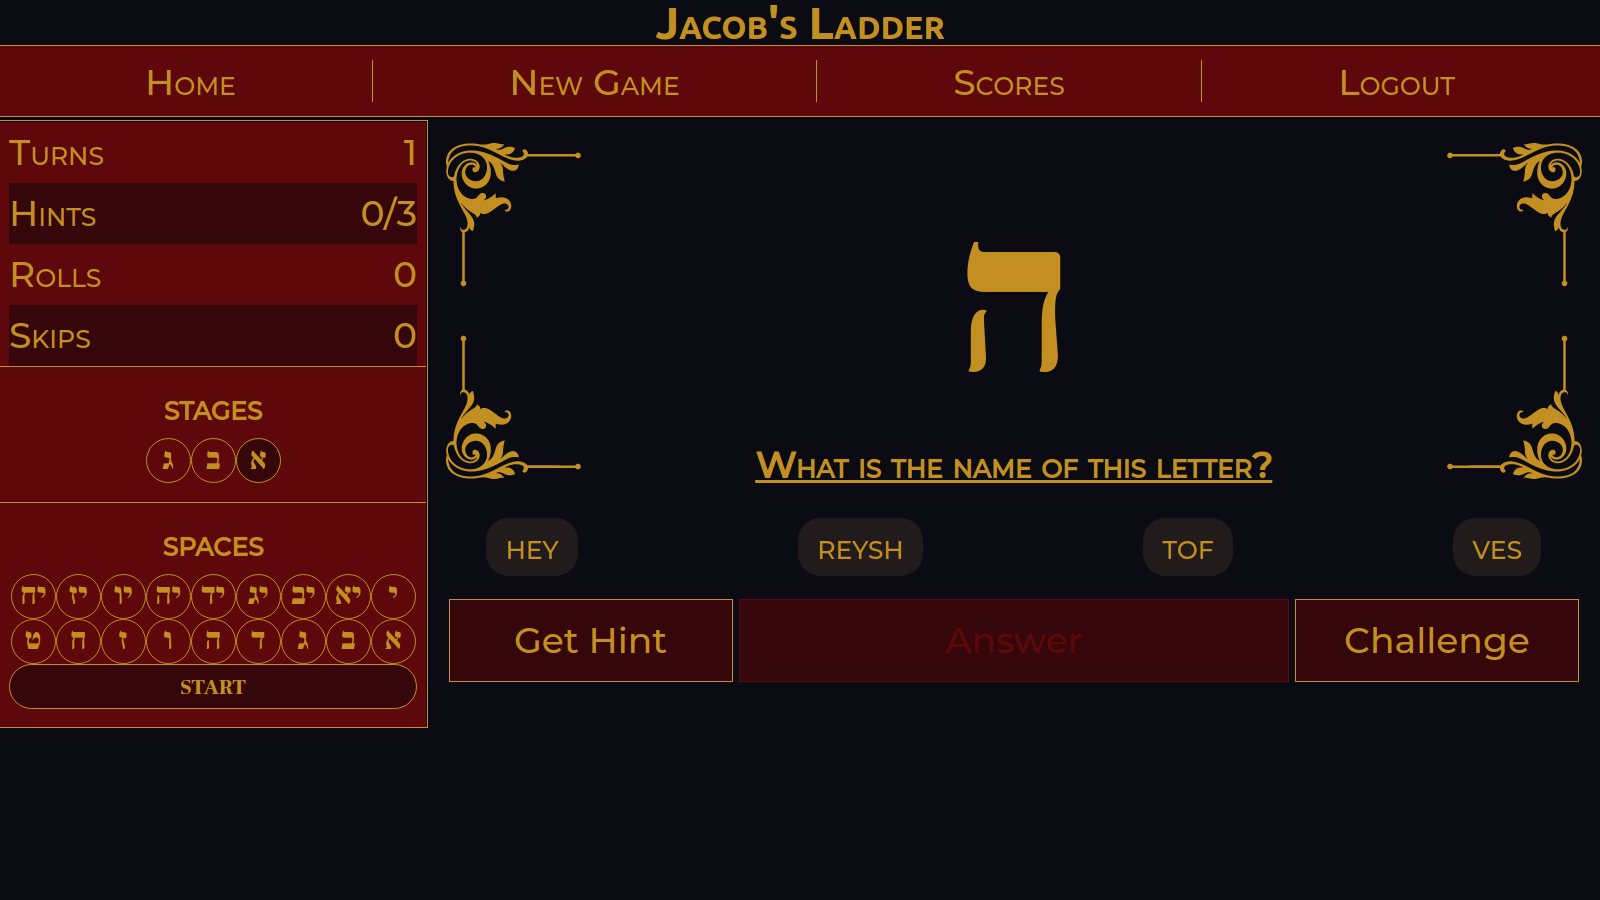 Jacob's Ladder
Home New Game Scores Logout
Turns 1
Hints 0/3
Rolls 0
Skips 0
STAGES
א ב ג
SPACES
י יא יב יג יד יה יו יז יח
א ב ג ד ה ו ז ח ט
START
ה
What is the name of this letter?
HEY REYSH TOF VES
Get Hint Answer Challenge